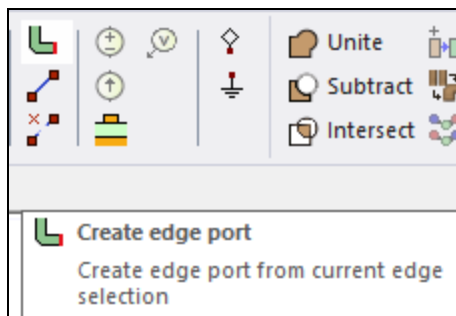 Unite
Subtract
Intersect
Create edge port
Create edge port from current edge
selection